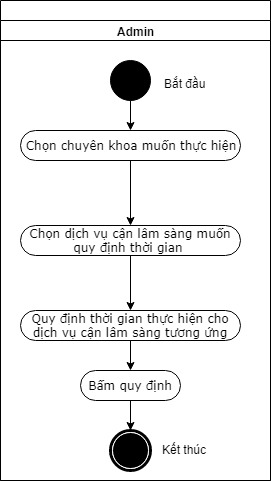 Admin
Bắt đầu
Chọn chuyên khoa muốn thực hiện
Chọn dịch vụ cận lâm sàng muốn
quy định thời gian
Quy định thời gian thực hiện cho
dịch vụ cận lâm sàng tương ứng
Bấm quy định
Kết thúc